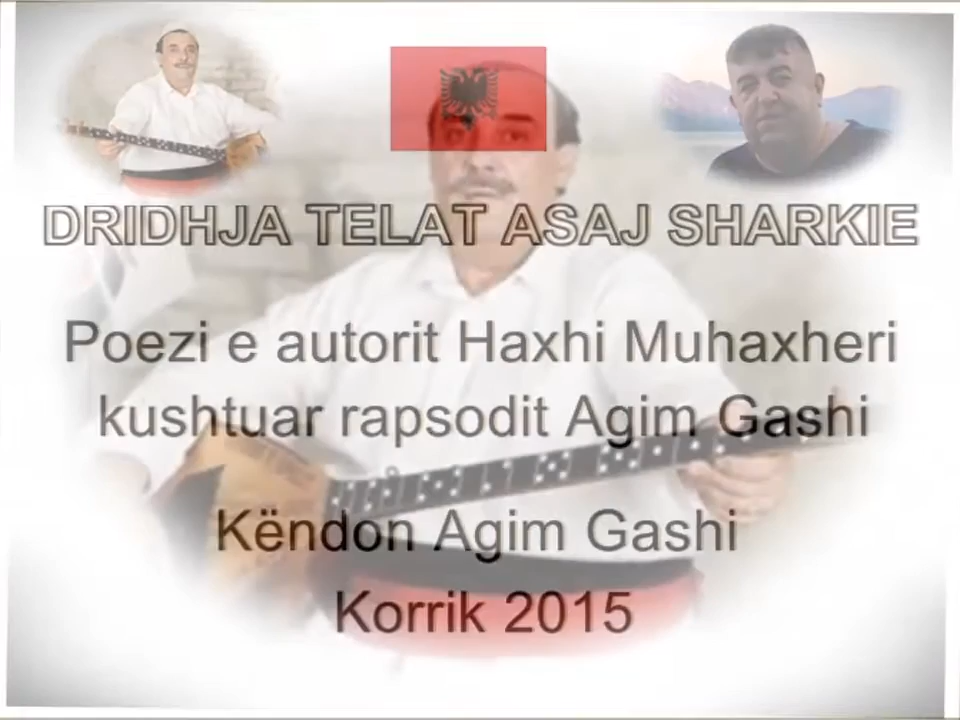 DRIDHJA TELAT ASAJ SHARKIE
Poezi e autorit Haxhi Muhaxheri
kushtuar rapsodit Agim Gashi
Këndon Agim Gashi
Korrik 2015